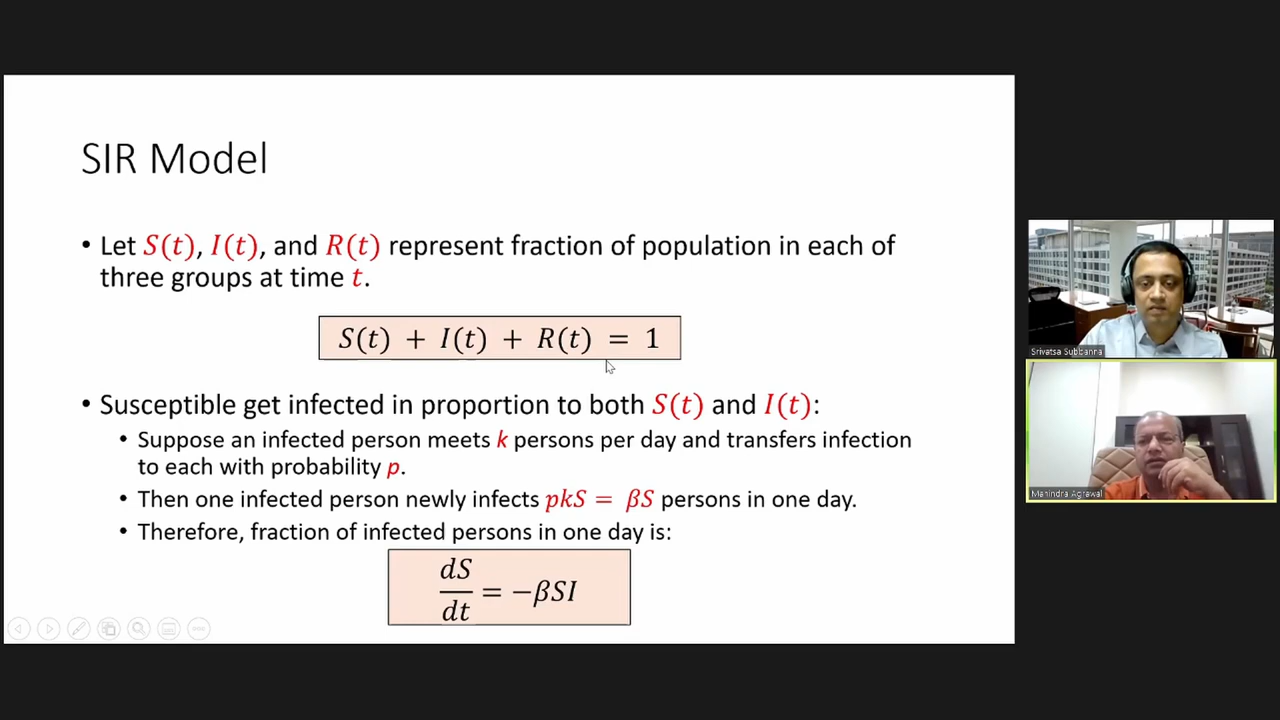 SIR Model
• Let S(t), I(t), and R(t) represent fraction of population in each of
three groups at time t.
S(t) + I(t) + R(t) = 1
• Susceptible get infected in proportion to both S(t) and I(t):
• Suppose an infected person meets k persons per day and transfers infection
to each with probability p.
• Then one infected person newly infects pkS = βS persons in one day.
• Therefore, fraction of infected persons in one day is:
dS/dt = −βSI
Srivatsa Subbanna
Manindra Agrawal